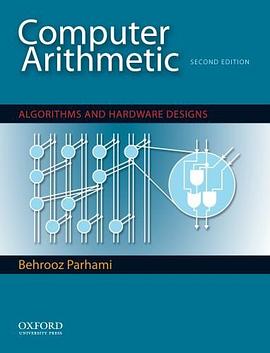 Computer
Arithmetic SECOND EDITION
ALGORITHMS AND HARDWARE DESIGNS
Behrooz Parhami
OXFORD
UNIVERSITY PRESS